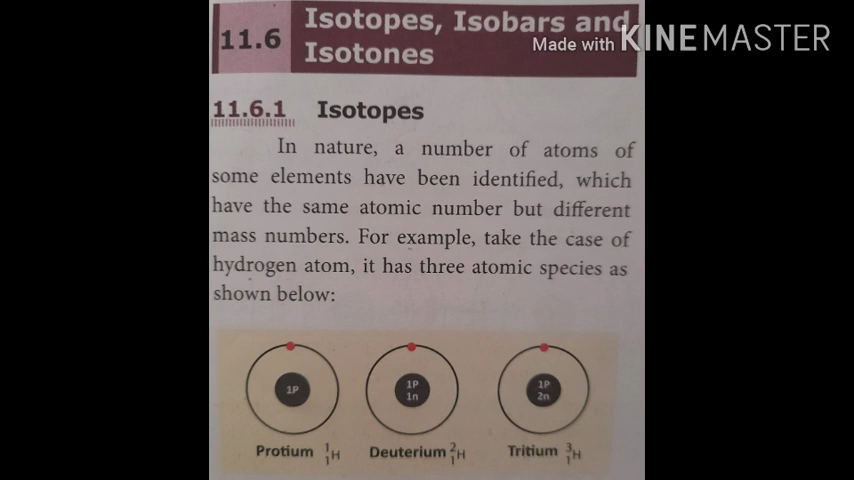 11.6 Isotopes, Isobars and
Isotones
Made with KINEMASTER
11.6.1 Isotopes
In nature, a number of atoms of
some elements have been identified, which
have the same atomic number but different
mass numbers. For example, take the case of
hydrogen atom, it has three atomic species as
shown below:
1P
1P
1n
1P
2n
Protium ¹₁H Deuterium ²₁H Tritium ³₁H